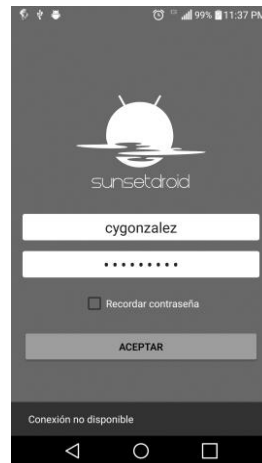 99% 11:37 PM
sunsetdroid
cygonzalez
•••••••••
Recordar contraseña
ACEPTAR
Conexión no disponible